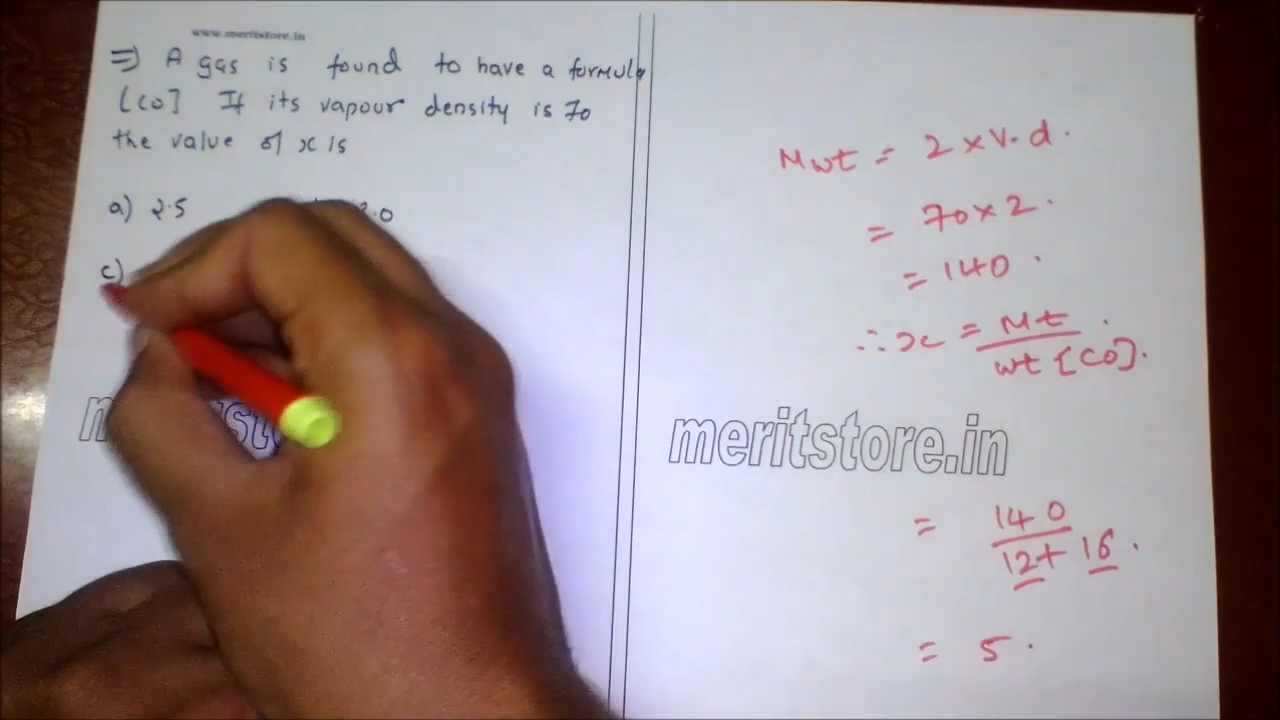 www.meritstore.in
⇒ A gas is found to have a formula
[CO] If its vapour density is 70
the value of x is
a) 2.5
c)
Mwt = 2 × V.d.
= 70 × 2.
= 140.
∴ x = Mt / wt [CO].
meritstore.in
= 140 / 12 + 16.
= 5.